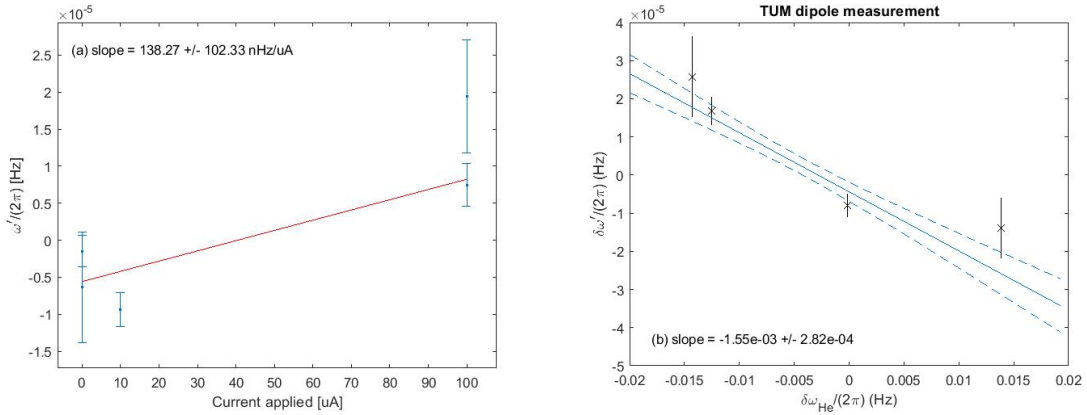 ×10⁻⁵
(a) slope = 138.27 +/- 102.33 nHz/uA
2.5
2
1.5
1
0.5
0
-0.5
-1
-1.5
ω′/(2π) [Hz]
0 10 20 30 40 50 60 70 80 90 100
Current applied [uA]
TUM dipole measurement
×10⁻⁵
4
3
2
1
0
-1
-2
-3
-4
-5
δω′/(2π) (Hz)
(b) slope = -1.55e-03 +/- 2.82e-04
-0.02 -0.015 -0.01 -0.005 0 0.005 0.01 0.015 0.02
δω_He/(2π) (Hz)